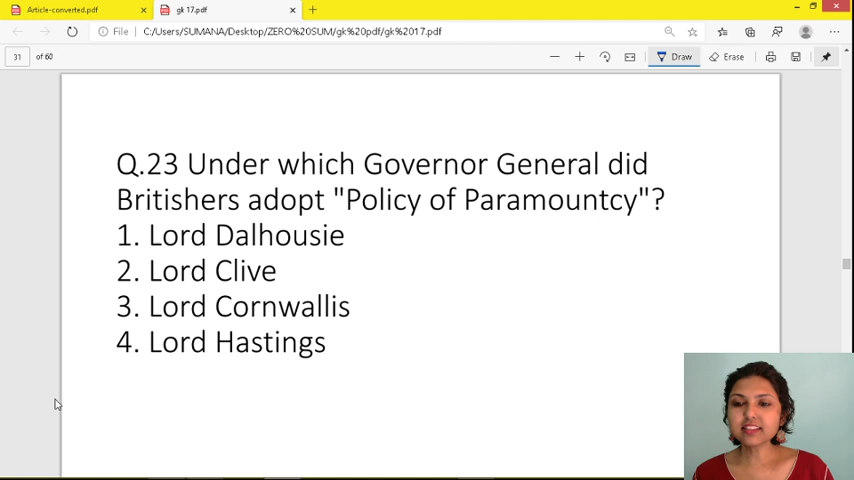 Article-converted.pdf
gk 17.pdf
File
C:/Users/SUMANA/Desktop/ZERO%20SUM/gk%20pdf/gk%2017.pdf
31 of 60
Draw
Erase
Q.23 Under which Governor General did
Britishers adopt "Policy of Paramountcy"?
1. Lord Dalhousie
2. Lord Clive
3. Lord Cornwallis
4. Lord Hastings